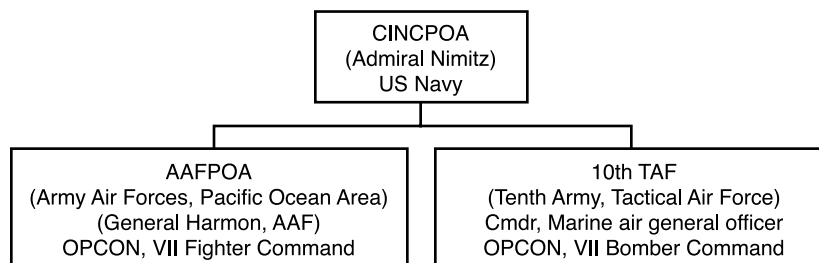 CINCPOA
(Admiral Nimitz)
US Navy
AAFPOA
(Army Air Forces, Pacific Ocean Area)
(General Harmon, AAF)
OPCON, VII Fighter Command
10th TAF
(Tenth Army, Tactical Air Force)
Cmdr, Marine air general officer
OPCON, VII Bomber Command